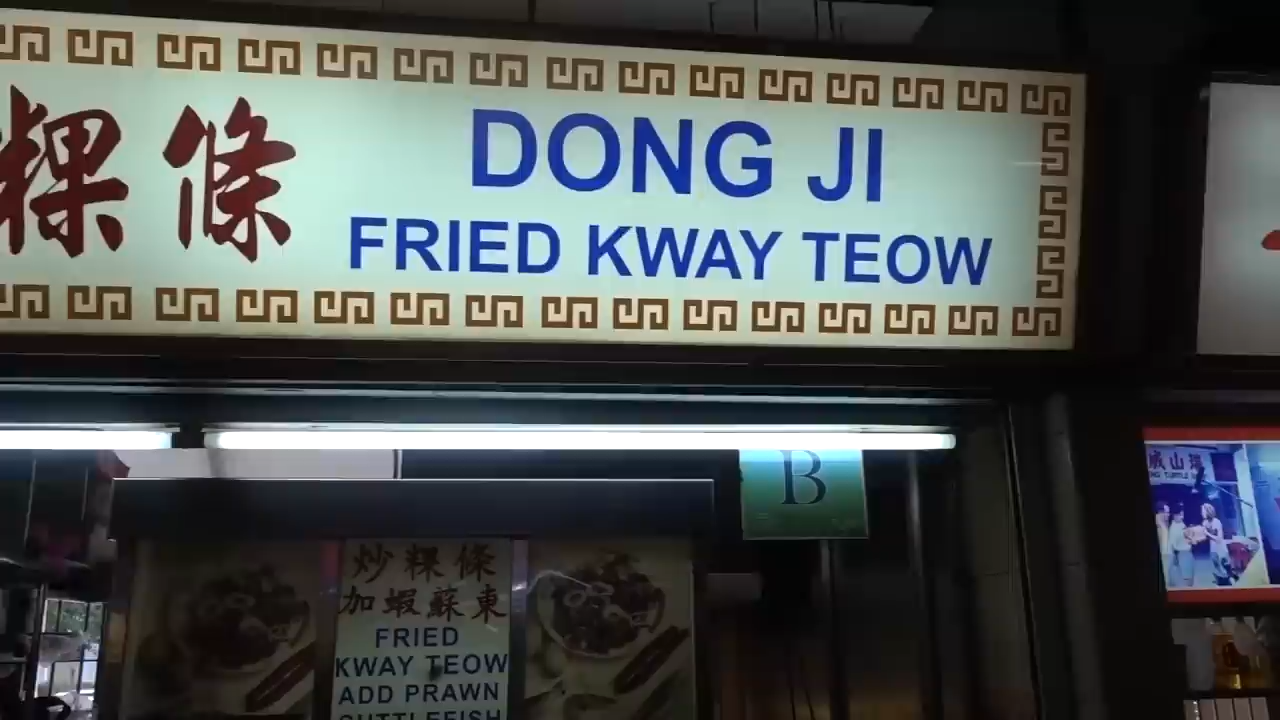 粿條
DONG JI
FRIED KWAY TEOW
B
炒粿條
加蝦蘇東
FRIED
KWAY TEOW
ADD PRAWN
CUTTLEFISH